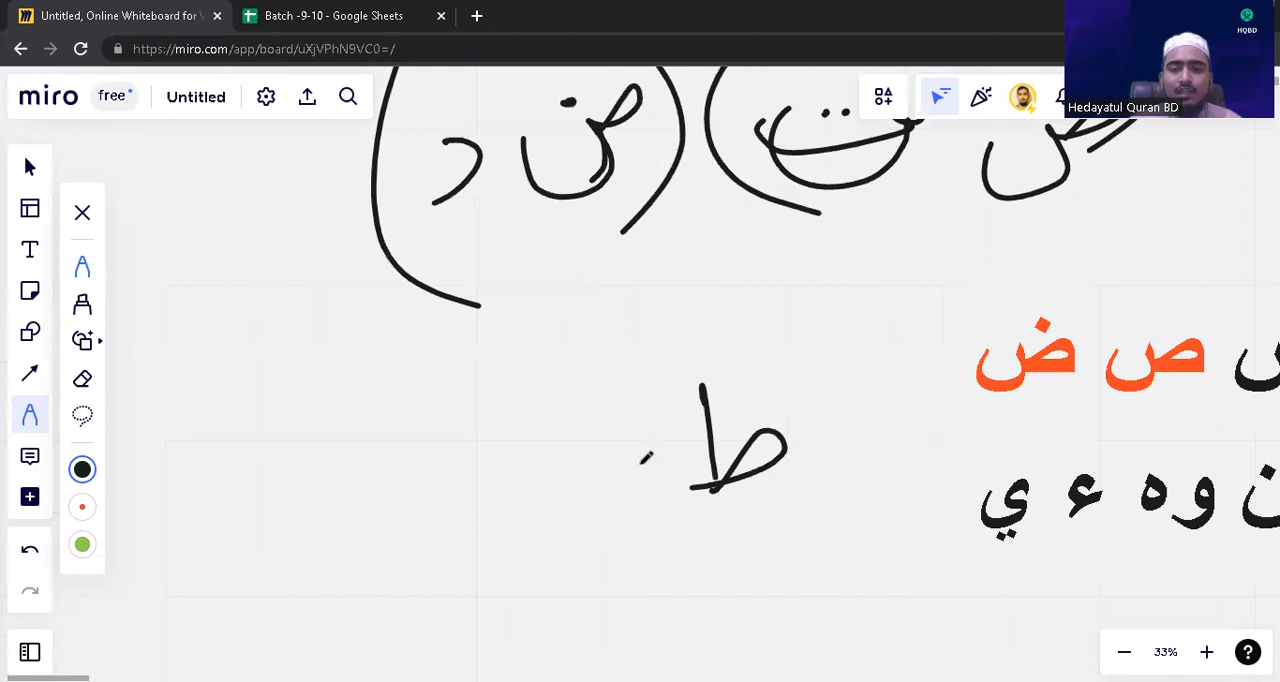 Untitled, Online Whiteboard for
Batch -9-10 - Google Sheets
https://miro.com/app/board/uXjVPhN9VC0=/
HQBD
Hedayatul Quran BD
miro free Untitled
T
ض ص
ط
ن و ه ء ي
33%
?